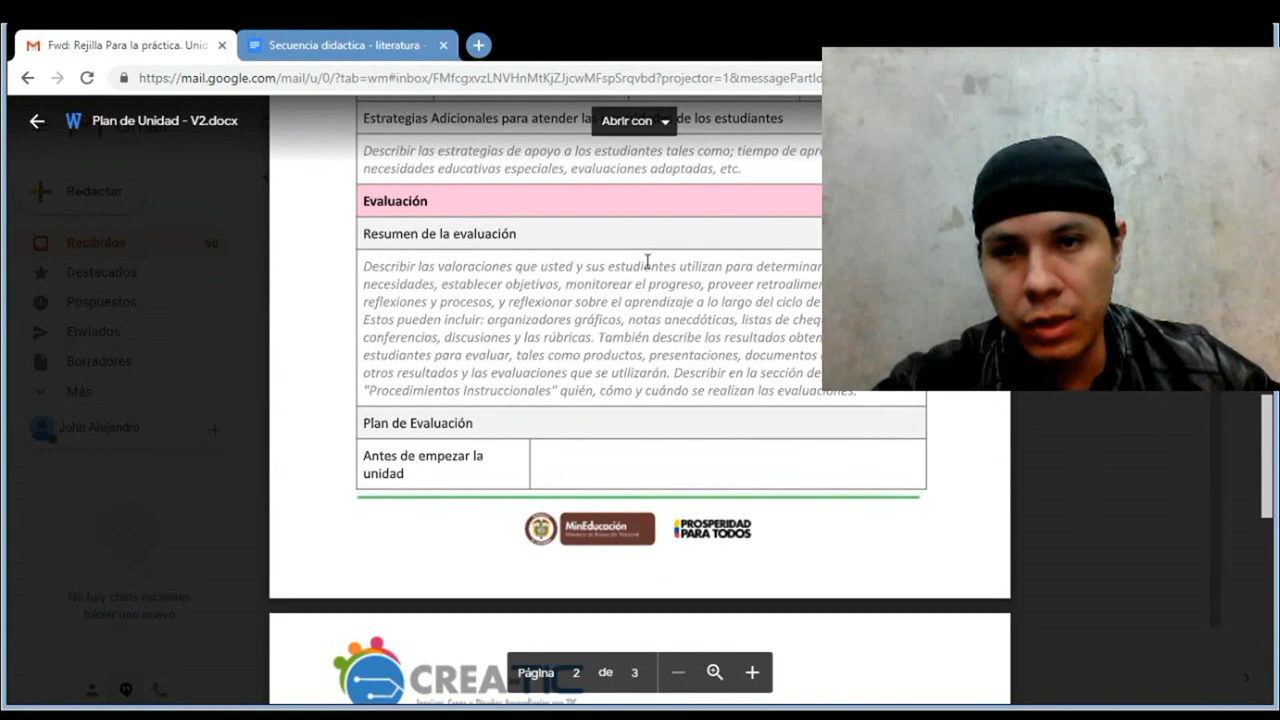 Fwd: Rejilla Para la práctica. Unid
Secuencia didactica - literatura -
https://mail.google.com/mail/u/0/?tab=wm#inbox/FMfcgxvzLNVHnMtKjZJjcwMFspSrqvbd?projector=1&messagePartId
W Plan de Unidad - V2.docx
Abrir con
Redactar
Recibidos
Destacados
Pospuestos
Enviados
Borradores
Más
John Alejandro
No hay chats recientes
Iniciar uno nuevo
Estrategias Adicionales para atender las de los estudiantes
Describir las estrategias de apoyo a los estudiantes tales como; tiempo de
necesidades educativas especiales, evaluaciones adaptadas, etc.
Evaluación
Resumen de la evaluación
Describir las valoraciones que usted y sus estudiantes utilizan para determinar
necesidades, establecer objetivos, monitorear el progreso, proveer
reflexiones y procesos, y reflexionar sobre el aprendizaje a lo largo del ciclo de
Estos pueden incluir: organizadores gráficos, notas anecdóticas, listas de
conferencias, discusiones y las rúbricas. También describe los resultados
estudiantes para evaluar, tales como productos, presentaciones, documentos
otros resultados y las evaluaciones que se utilizarán. Describir en la sección de
"Procedimientos Instruccionales" quién, cómo y cuándo se realizan las evaluaciones.
Plan de Evaluación
Antes de empezar la
unidad
MinEducación
PROSPERIDAD
PARA TODOS
CREA-TIC
Página 2 de 3